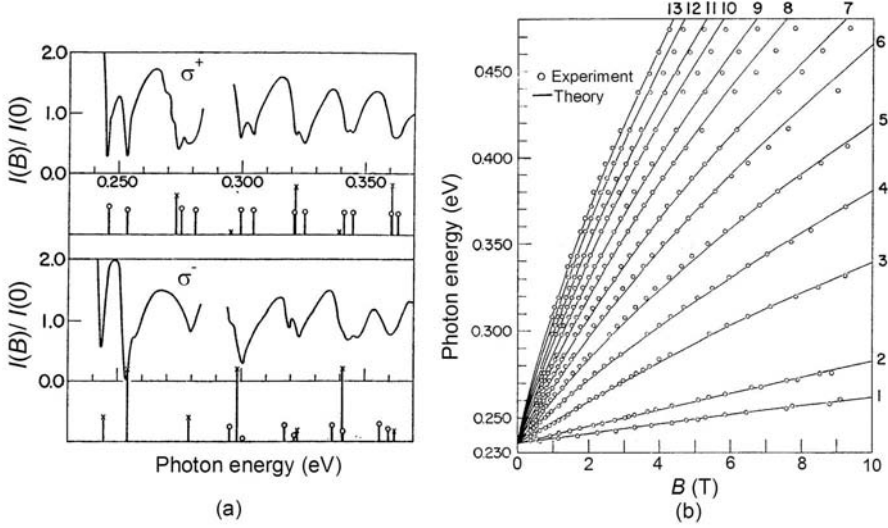 2.0
σ+
I(B)/ I(0)
1.0
0.0
0.250
0.300
0.350
2.0
σ-
I(B)/ I(0)
1.0
0.0
Photon energy (eV)
(a)
13 12 11 10 9 8 7
6
5
4
3
2
1
0.450
0.400
0.350
0.300
0.250
0.230
Photon energy (eV)
Experiment
Theory
0 2 4 6 8 10
B (T)
(b)